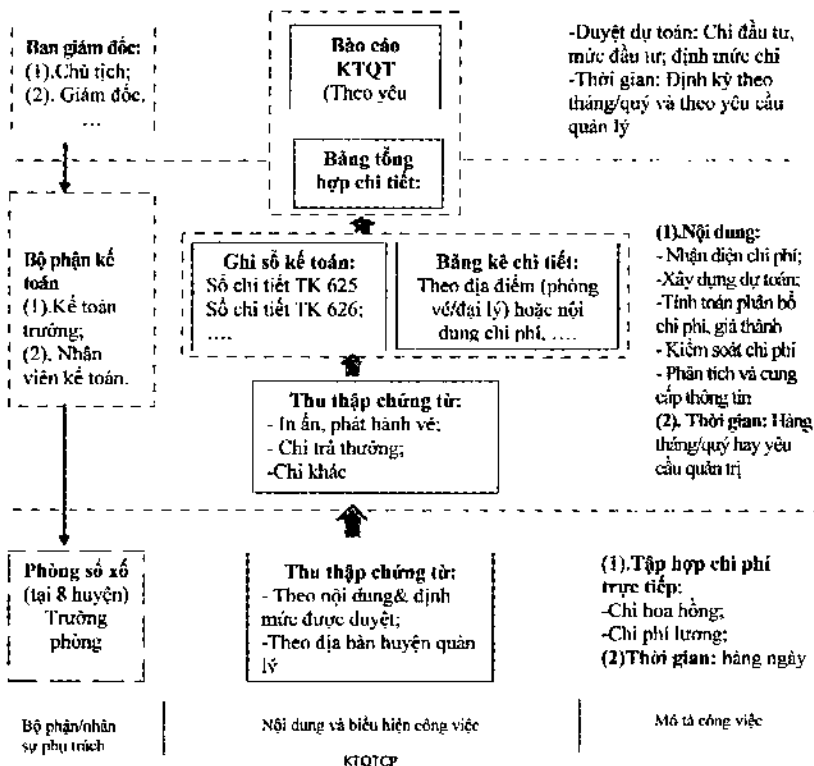 Ban giám đốc:
(1).Chủ tịch;
(2). Giám đốc,
…
Báo cáo
KTQT
(Theo yêu
Bảng tổng
hợp chi tiết:
-Duyệt dự toán: Chi đầu tư,
mức đầu tư; định mức chi
-Thời gian: Định kỳ theo
tháng/quý và theo yêu cầu
quản lý
Bộ phận kế
toán
(1).Kế toán
trưởng;
(2). Nhân
viên kế toán.
Ghi sổ kế toán:
Sổ chi tiết TK 625
Sổ chi tiết TK 626;
….
Bảng kê chi tiết:
Theo địa điểm (phòng
vé/đại lý) hoặc nội
dung chi phí, ….
Thu thập chứng từ:
- In ấn, phát hành vé;
- Chi trả thưởng;
-Chi khác
(1).Nội dung:
- Nhận diện chi phí;
-Xây dựng dự toán;
-Tính toán phân bổ
chi phí, giá thành
- Kiểm soát chi phí
- Phân tích và cung
cấp thông tin
(2). Thời gian: Hàng
tháng/quý hay yêu
cầu quản trị
Phòng số xố
(tại 8 huyện)
Trưởng
phòng
Thu thập chứng từ:
- Theo nội dung& định
mức được duyệt;
-Theo địa bàn huyện quản
lý
(1).Tập hợp chi phí
trực tiếp:
-Chi hoa hồng;
-Chi phí lương;
(2)Thời gian: hàng ngày
Bộ phận/nhân
sự phụ trách
Nội dung và biểu hiện công việc
KTQTCP
Mô tả công việc